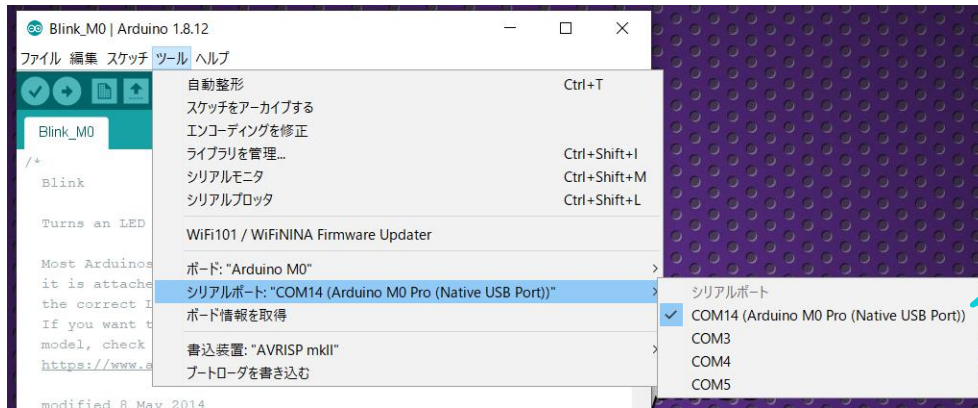 Blink_M0 | Arduino 1.8.12
ファイル 編集 スケッチ ツール ヘルプ
Blink_M0
自動整形 Ctrl+T
スケッチをアーカイブする
エンコーディングを修正
ライブラリを管理... Ctrl+Shift+I
シリアルモニタ Ctrl+Shift+M
シリアルプロッタ Ctrl+Shift+L
WiFi101 / WiFiNINA Firmware Updater
ボード: "Arduino M0"
シリアルポート: "COM14 (Arduino M0 Pro (Native USB Port))"
ボード情報を取得
書込装置: "AVRISP mkII"
ブートローダを書き込む
シリアルポート
COM14 (Arduino M0 Pro (Native USB Port))
COM3
COM4
COM5
/*
Blink
Turns an LED
Most Arduinos
it is attache
the correct
If you want t
model, check
https://www.a
modified 8 May 2014